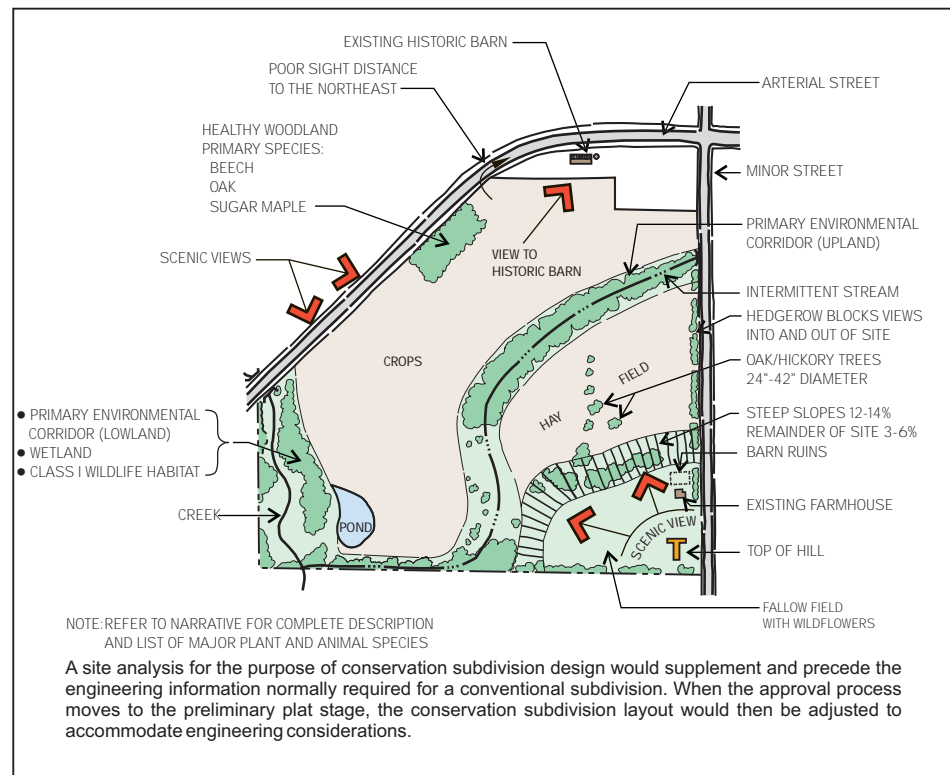 EXISTING HISTORIC BARN
POOR SIGHT DISTANCE
TO THE NORTHEAST
ARTERIAL STREET
HEALTHY WOODLAND
PRIMARY SPECIES:
BEECH
OAK
SUGAR MAPLE
MINOR STREET
PRIMARY ENVIRONMENTAL
CORRIDOR (UPLAND)
SCENIC VIEWS
VIEW TO
HISTORIC BARN
INTERMITTENT STREAM
HEDGEROW BLOCKS VIEWS
INTO AND OUT OF SITE
CROPS
OAK/HICKORY TREES
24"-42" DIAMETER
HAY FIELD
• PRIMARY ENVIRONMENTAL
CORRIDOR (LOWLAND)
• WETLAND
• CLASS I WILDLIFE HABITAT
STEEP SLOPES 12-14%
REMAINDER OF SITE 3-6%
BARN RUINS
EXISTING FARMHOUSE
CREEK
POND
SCENIC VIEW
T
TOP OF HILL
FALLOW FIELD
WITH WILDFLOWERS
NOTE: REFER TO NARRATIVE FOR COMPLETE DESCRIPTION
AND LIST OF MAJOR PLANT AND ANIMAL SPECIES
A site analysis for the purpose of conservation subdivision design would supplement and precede the
engineering information normally required for a conventional subdivision. When the approval process
moves to the preliminary plat stage, the conservation subdivision layout would then be adjusted to
accommodate engineering considerations.